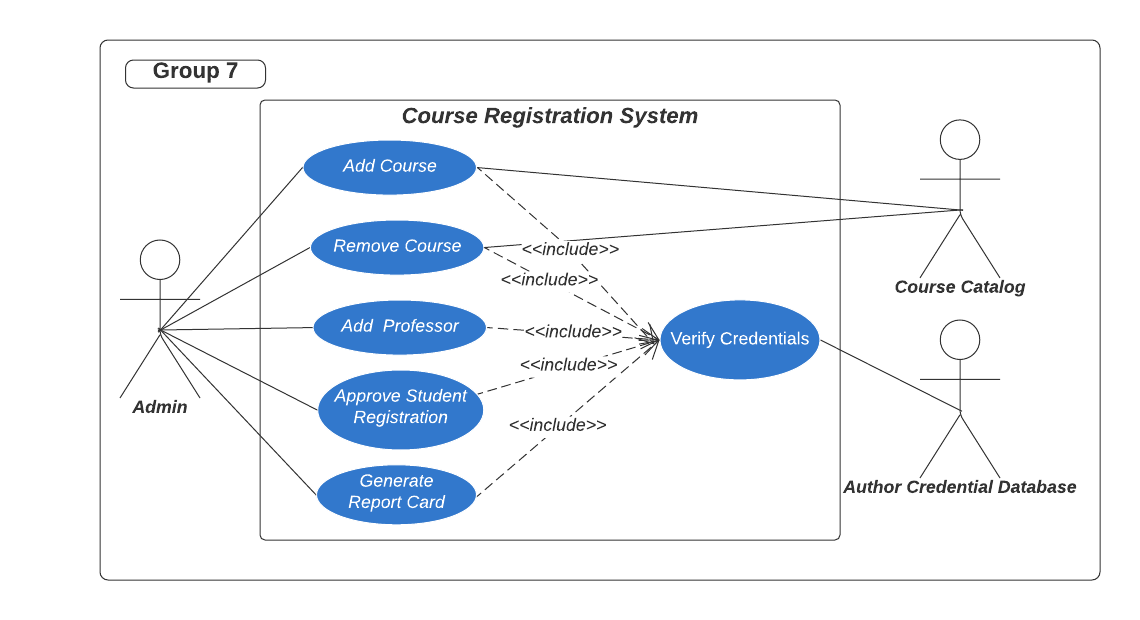 Group 7
Course Registration System
Add Course
Remove Course
<<include>>
<<include>>
Add  Professor
<<include>>
Verify Credentials
<<include>>
Approve Student
Registration
<<include>>
Generate
Report Card
Admin
Course Catalog
Author Credential Database